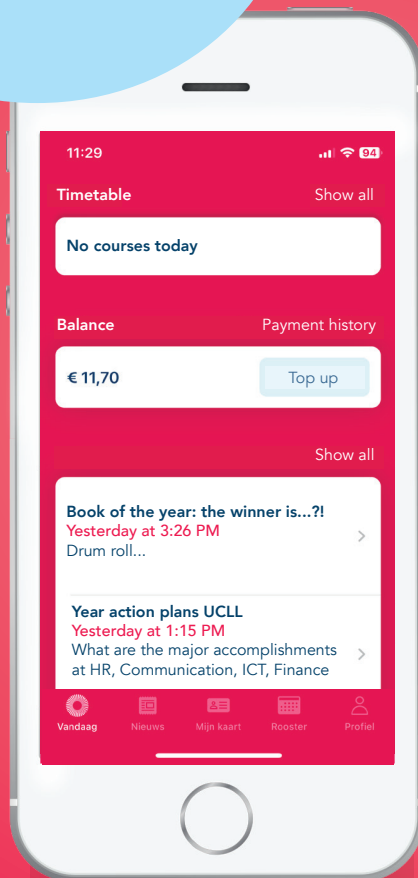 11:29
94
Timetable Show all
No courses today
Balance Payment history
€ 11,70 Top up
Show all
Book of the year: the winner is...?!
Yesterday at 3:26 PM
Drum roll...
Year action plans UCLL
Yesterday at 1:15 PM
What are the major accomplishments
at HR, Communication, ICT, Finance
Vandaag Nieuws Mijn kaart Rooster Profiel